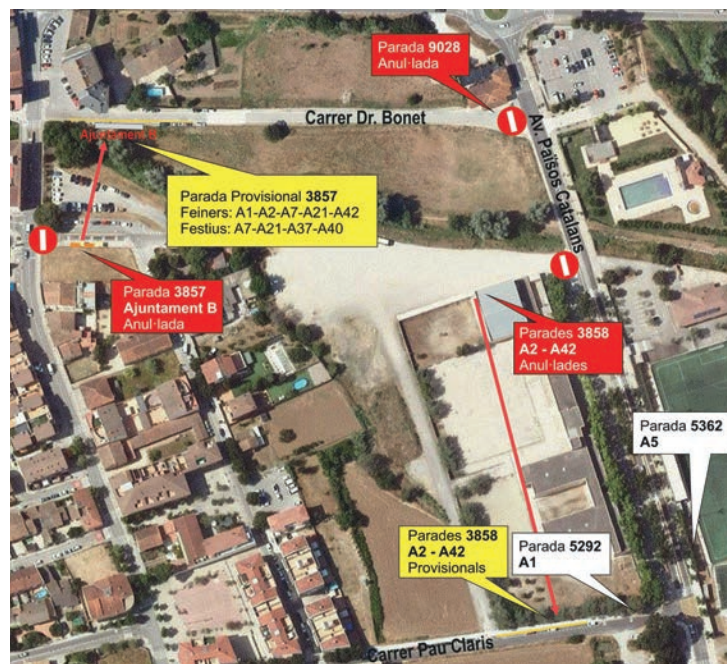 Parada 9028
Anul·lada
Carrer Dr. Bonet
Av. Països Catalans
Ajuntament B
Parada Provisional 3857
Feiners: A1-A2-A7-A21-A42
Festius: A7-A21-A37-A40
Parada 3857
Ajuntament B
Anul·lada
Parades 3858
A2 - A42
Anul·lades
Parada 5362
A5
Parades 3858
A2 - A42
Provisionals
Parada 5292
A1
Carrer Pau Claris